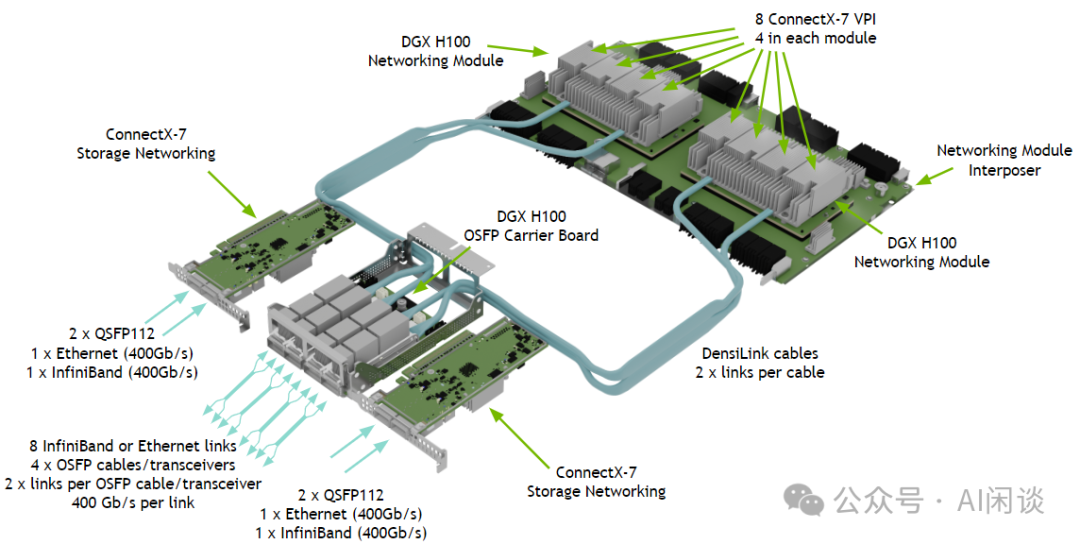 8 ConnectX-7 VPI
4 in each module
DGX H100
Networking Module
ConnectX-7
Storage Networking
Networking Module
Interposer
DGX H100
OSFP Carrier Board
DGX H100
Networking Module
2 x QSFP112
1 x Ethernet (400Gb/s)
1 x InfiniBand (400Gb/s)
DensiLink cables
2 x links per cable
8 InfiniBand or Ethernet links
4 x OSFP cables/transceivers
2 x links per OSFP cable/transceiver
400 Gb/s per link
2 x QSFP112
1 x Ethernet (400Gb/s)
1 x InfiniBand (400Gb/s)
ConnectX-7
Storage Networking
公众号 · AI闲谈